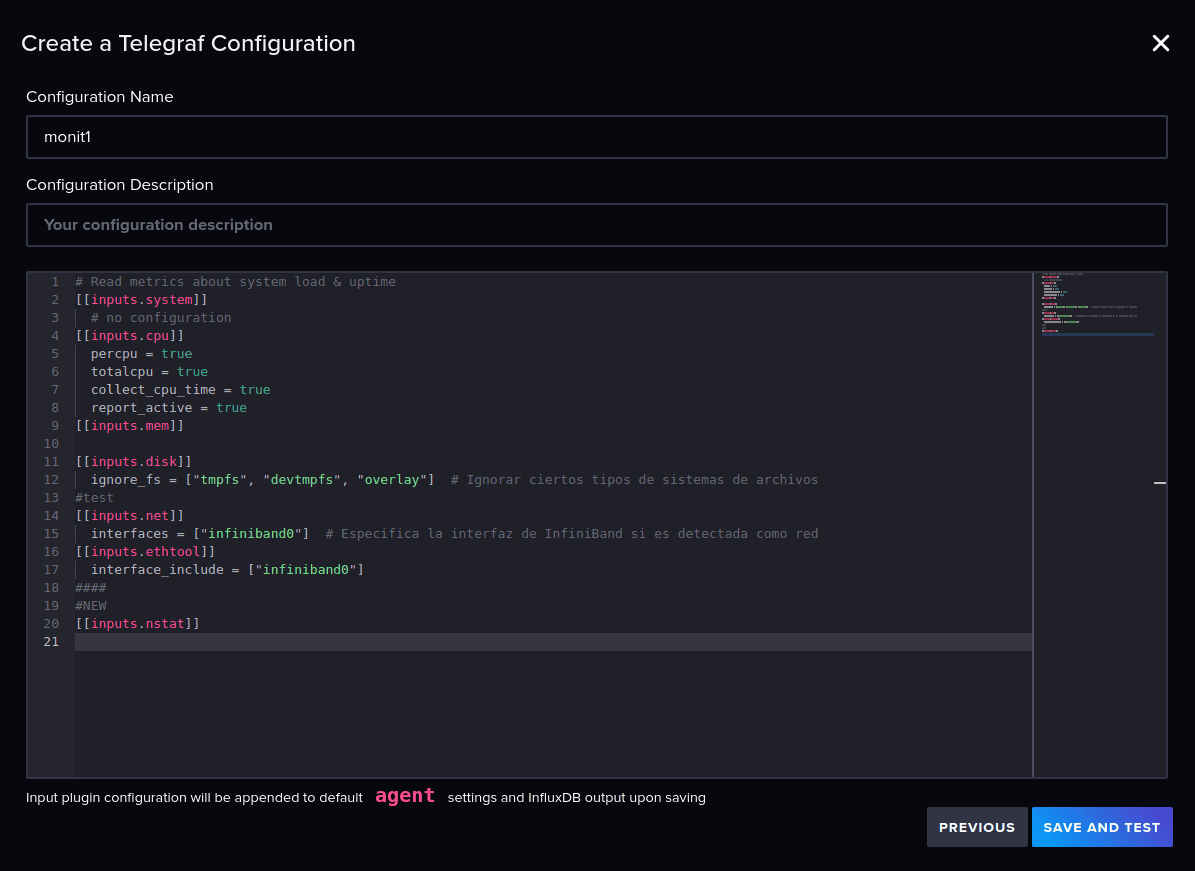 Create a Telegraf Configuration
Configuration Name
monit1
Configuration Description
Your configuration description
1 # Read metrics about system load & uptime
2 [[inputs.system]]
3   # no configuration
4 [[inputs.cpu]]
5   percpu = true
6   totalcpu = true
7   collect_cpu_time = true
8   report_active = true
9 [[inputs.mem]]
10
11 [[inputs.disk]]
12   ignore_fs = ["tmpfs", "devtmpfs", "overlay"]  # Ignorar ciertos tipos de sistemas de archivos
13 #test
14 [[inputs.net]]
15   interfaces = ["infiniband0"]  # Especifica la interfaz de InfiniBand si es detectada como red
16 [[inputs.ethtool]]
17   interface_include = ["infiniband0"]
18 ####
19 #NEW
20 [[inputs.nstat]]
21
Input plugin configuration will be appended to default agent settings and InfluxDB output upon saving
PREVIOUS SAVE AND TEST